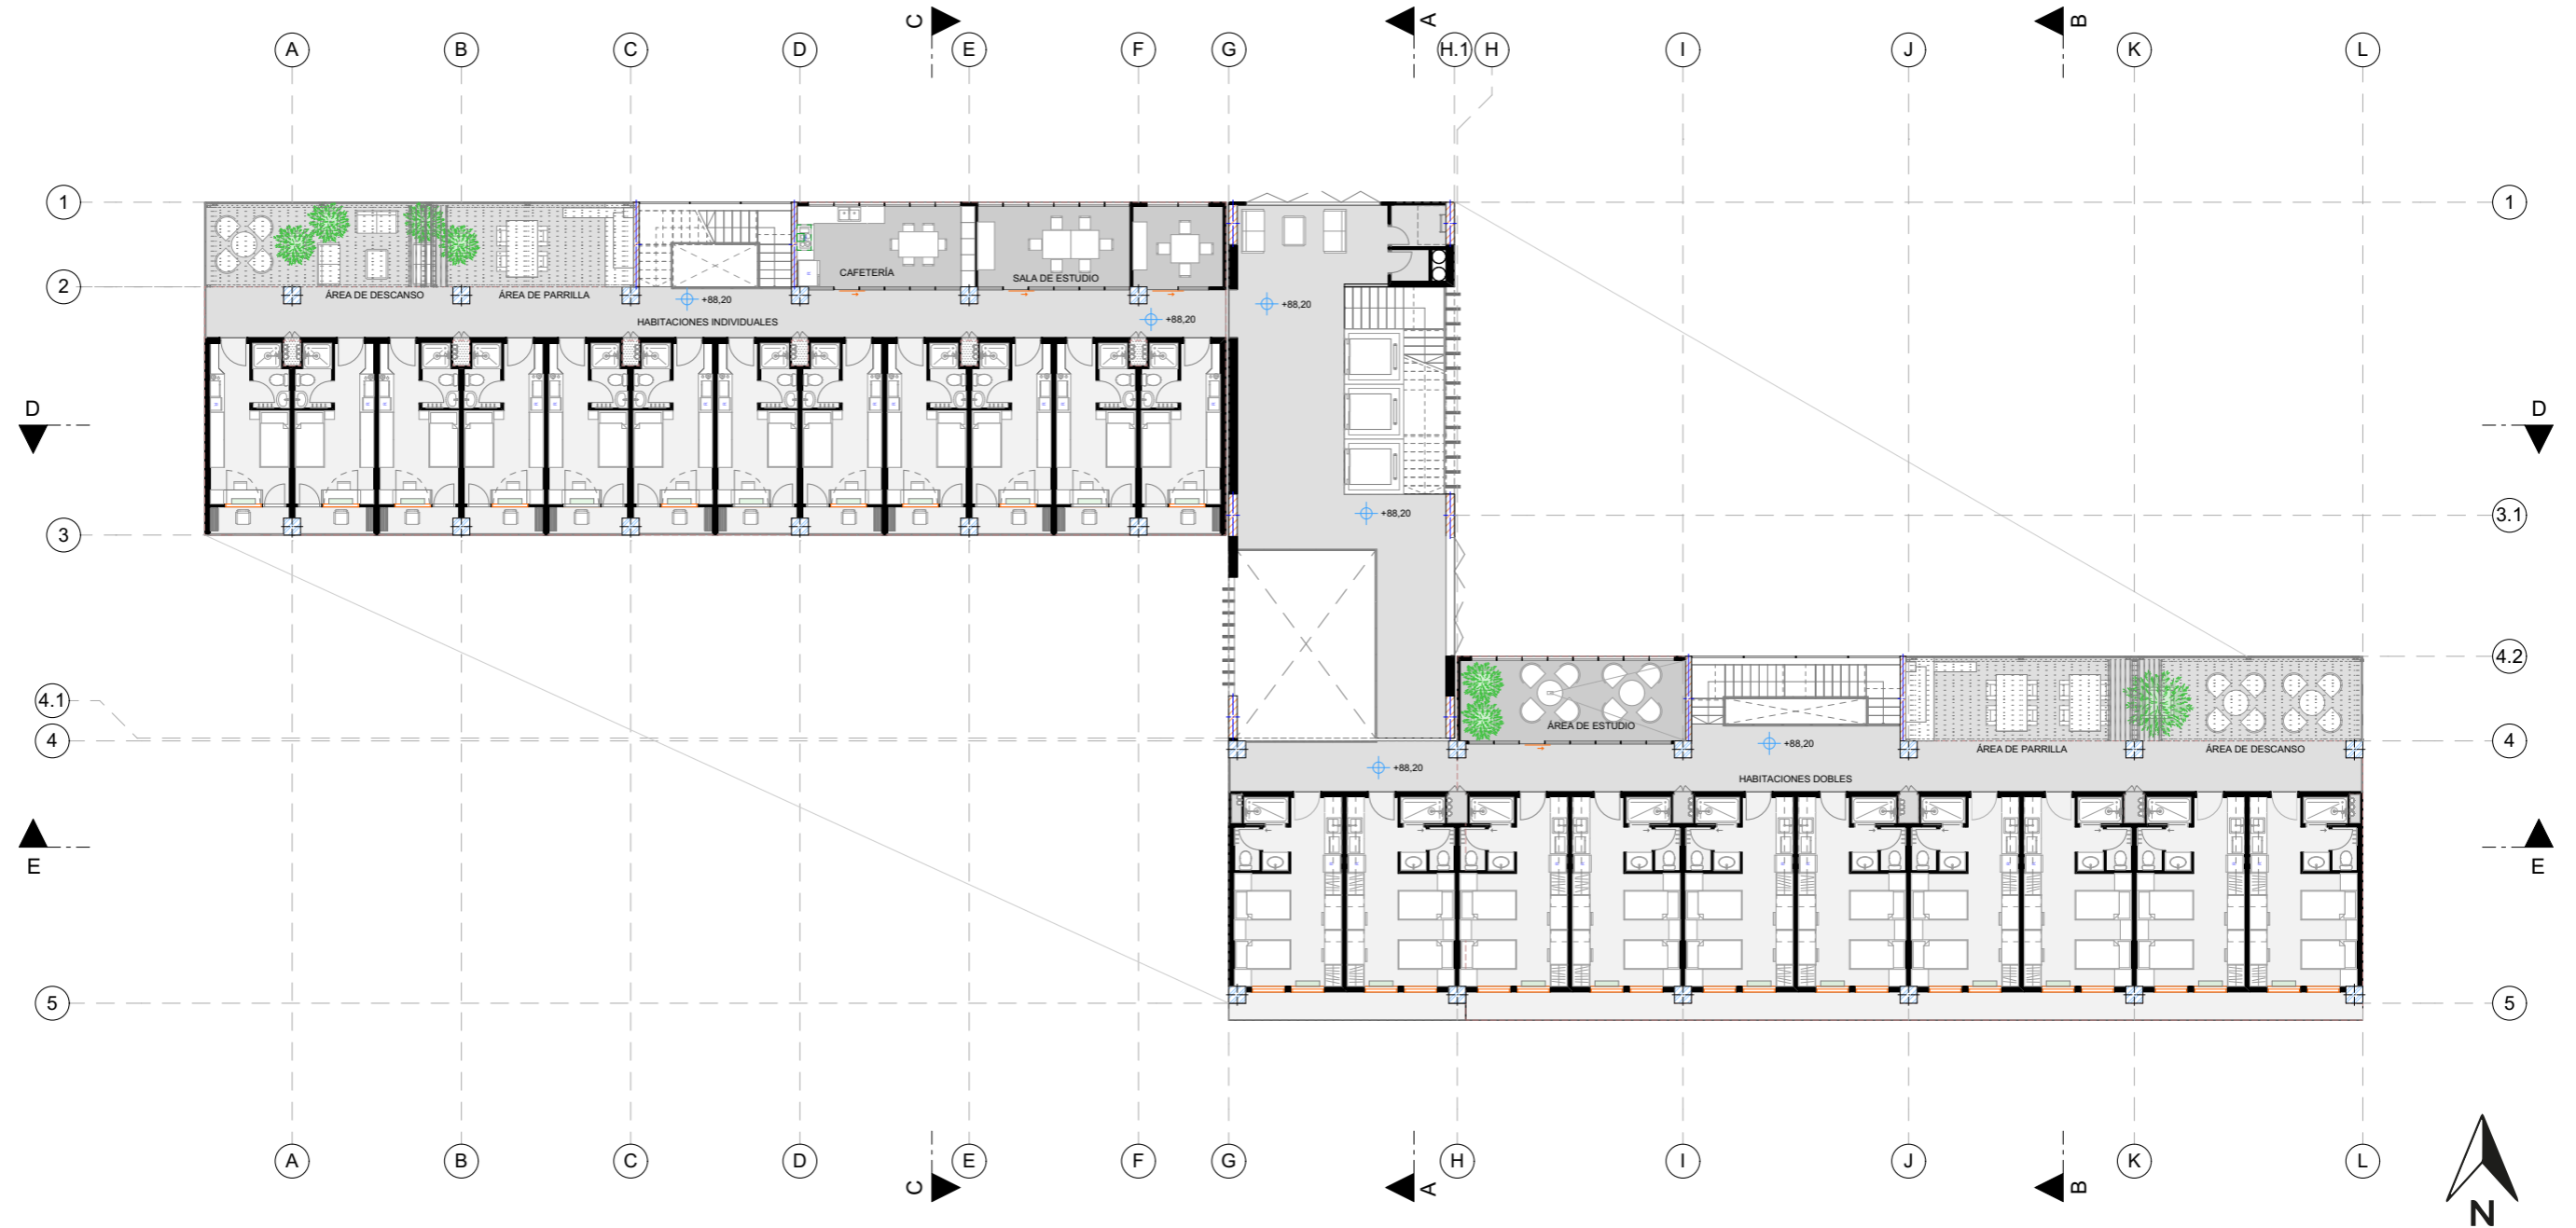 C A B
A B C D E F G H.1 H I J K L
1 1
CAFETERÍA
SALA DE ESTUDIO
2
ÁREA DE DESCANSO ÁREA DE PARRILLA +88,20 +88,20
HABITACIONES INDIVIDUALES +88,20
D D
+88,20 3.1
3
4.2
4.1
ÁREA DE ESTUDIO
4 +88,20 4
ÁREA DE PARRILLA ÁREA DE DESCANSO
+88,20
HABITACIONES DOBLES
E E
5 5
A B C D E F G H I J K L
C A B
N